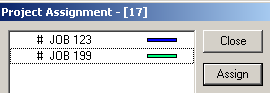 Project Assignment - [17]
# JOB 123
# JOB 199
Close
Assign